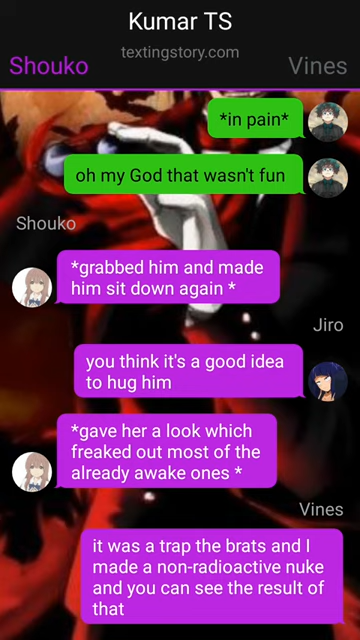 Kumar TS
textingstory.com
Shouko
Vines
*in pain*
oh my God that wasn't fun
Shouko
*grabbed him and made
him sit down again *
Jiro
you think it's a good idea
to hug him
*gave her a look which
freaked out most of the
already awake ones *
Vines
it was a trap the brats and I
made a non-radioactive nuke
and you can see the result of
that